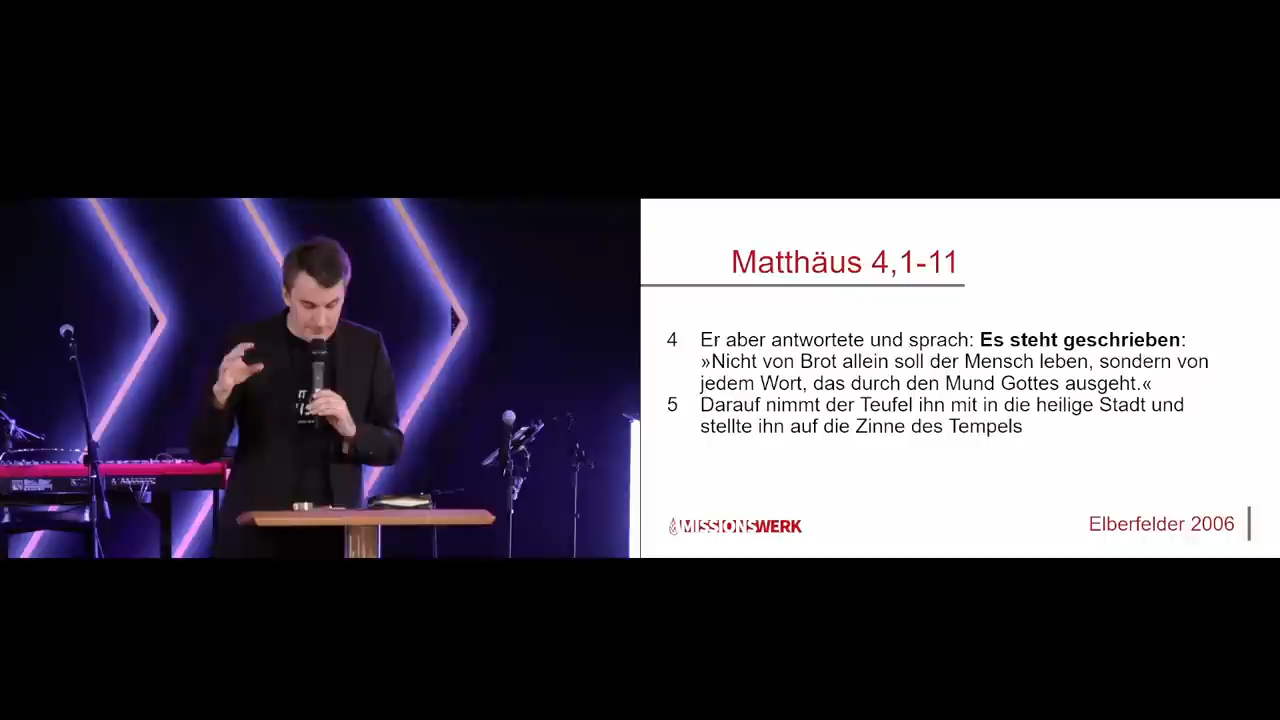 Matthäus 4,1-11
4 Er aber antwortete und sprach: Es steht geschrieben:
»Nicht von Brot allein soll der Mensch leben, sondern von
jedem Wort, das durch den Mund Gottes ausgeht.«
5 Darauf nimmt der Teufel ihn mit in die heilige Stadt und
stellte ihn auf die Zinne des Tempels
MISSIONSWERK
Elberfelder 2006